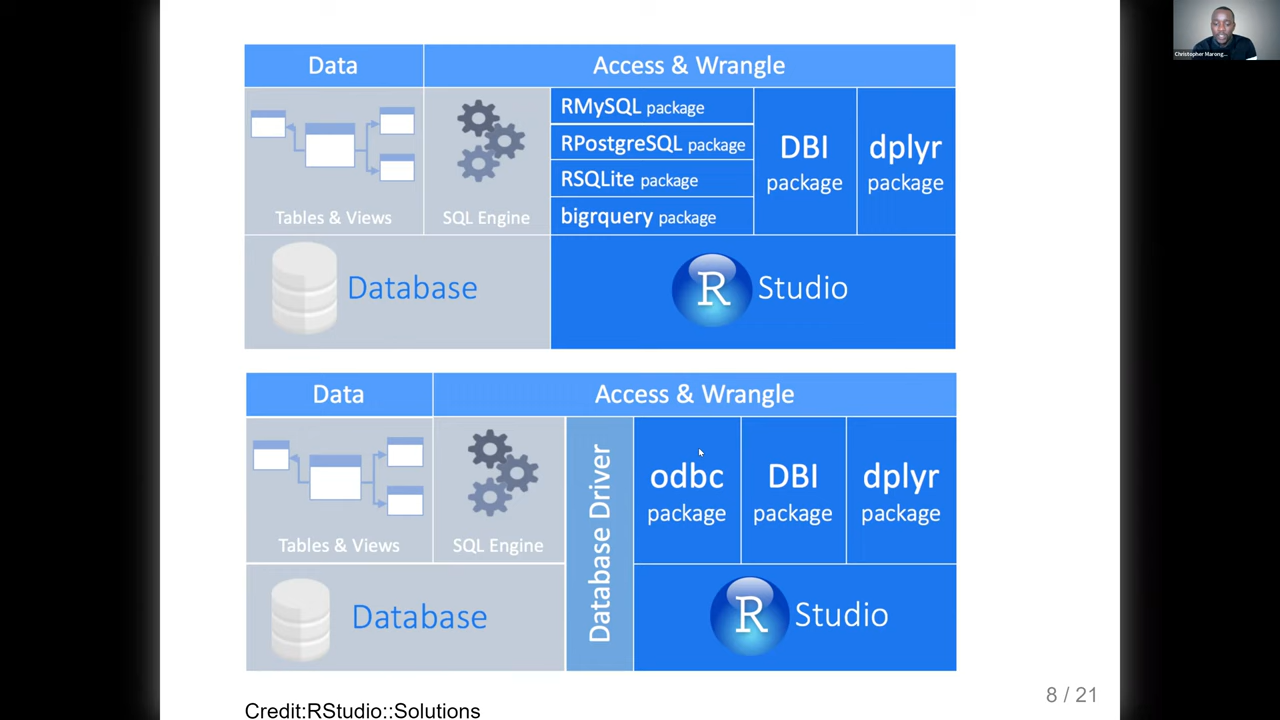 Christopher Marong...
Data
Access & Wrangle
RMySQL package
RPostgreSQL package
RSQLite package
bigrquery package
DBI
package
dplyr
package
Tables & Views
SQL Engine
Database
R Studio
Data
Access & Wrangle
Database Driver
odbc
package
DBI
package
dplyr
package
Tables & Views
SQL Engine
Database
R Studio
8 / 21
Credit:RStudio::Solutions